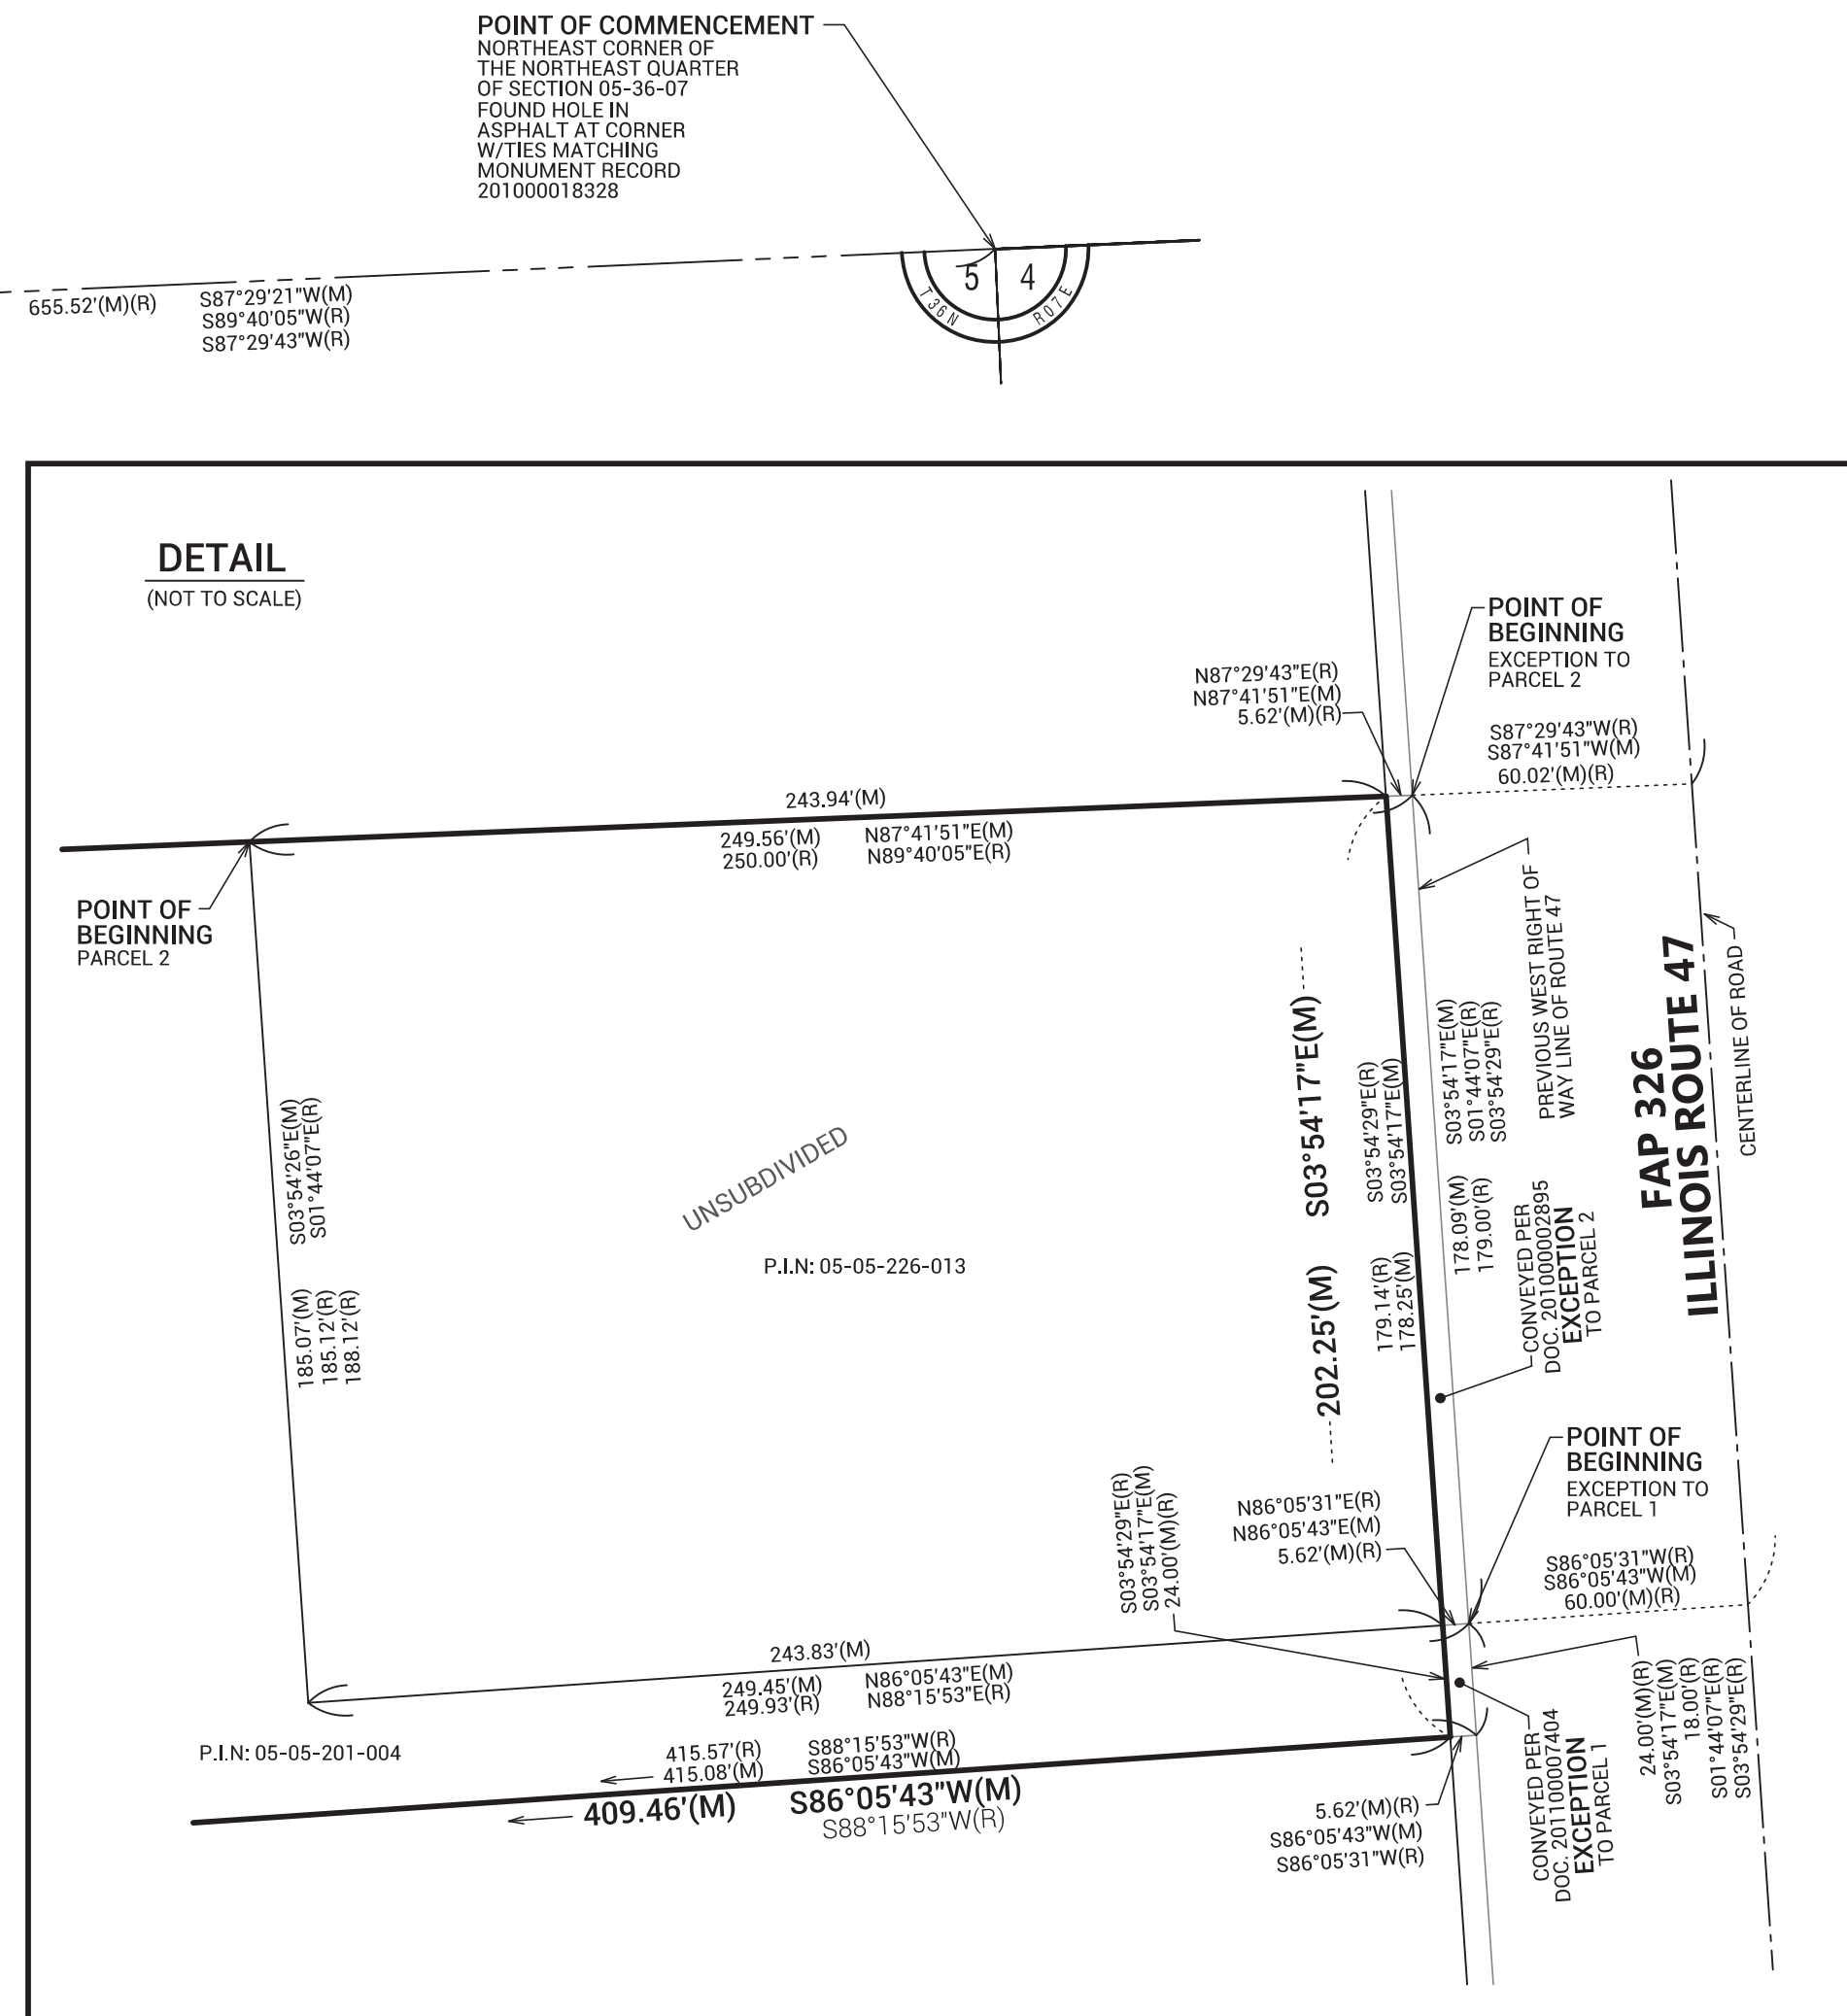 POINT OF COMMENCEMENT
NORTHEAST CORNER OF
THE NORTHEAST QUARTER
OF SECTION 05-36-07
FOUND HOLE IN
ASPHALT AT CORNER
W/TIES MATCHING
MONUMENT RECORD
201000018328
5 4
T36N R07E
655.52'(M)(R) S87°29'21"W(M)
S89°40'05"W(R)
S87°29'43"W(R)
DETAIL
(NOT TO SCALE)
POINT OF
BEGINNING
EXCEPTION TO
PARCEL 2
N87°29'43"E(R)
N87°41'51"E(M)
5.62'(M)(R)
S87°29'43"W(R)
S87°41'51"W(M)
60.02'(M)(R)
243.94'(M)
249.56'(M) N87°41'51"E(M)
250.00'(R) N89°40'05"E(R)
POINT OF
BEGINNING
PARCEL 2
PREVIOUS WEST RIGHT OF
WAY LINE OF ROUTE 47
FAP 326
ILLINOIS ROUTE 47
CENTERLINE OF ROAD
S03°54'26"E(M)
S01°44'07"E(R)
185.07'(M)
185.12'(R)
188.12'(R)
UNSUBDIVIDED
P.I.N: 05-05-226-013
202.25'(M) S03°54'17"E(M)
S03°54'29"E(R)
S03°54'17"E(M)
179.14'(R)
178.25'(M)
S03°54'17"E(M)
S01°44'07"E(R)
S03°54'29"E(R)
178.09'(M)
179.00'(R)
CONVEYED PER
DOC. 201000002895
EXCEPTION
TO PARCEL 2
POINT OF
BEGINNING
EXCEPTION TO
PARCEL 1
S03°54'29"E(R)
S03°54'17"E(M)
24.00'(M)(R)
N86°05'31"E(R)
N86°05'43"E(M)
5.62'(M)(R)
S86°05'31"W(R)
S86°05'43"W(M)
60.00'(M)(R)
243.83'(M)
249.45'(M) N86°05'43"E(M)
249.93'(R) N88°15'53"E(R)
P.I.N: 05-05-201-004
415.57'(R) S88°15'53"W(R)
415.08'(M) S86°05'43"W(M)
409.46'(M) S86°05'43"W(M)
S88°15'53"W(R)
5.62'(M)(R)
S86°05'43"W(M)
S86°05'31"W(R)
CONVEYED PER
DOC. 201100007404
EXCEPTION
TO PARCEL 1
24.00'(M)(R)
S03°54'17"E(M)
18.00'(R)
S01°44'07"E(R)
S03°54'29"E(R)